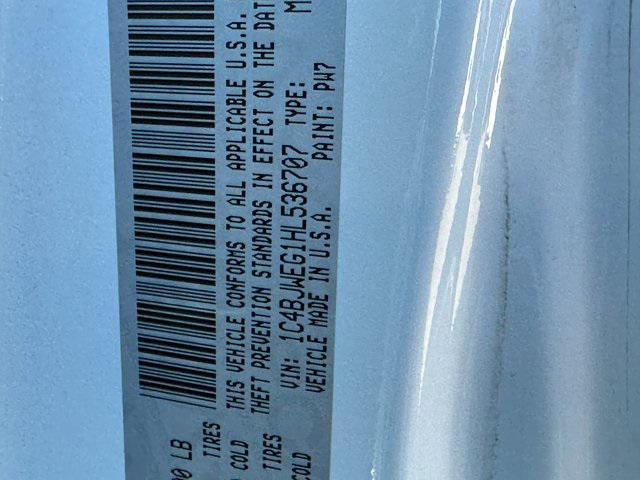 00 LB
TIRES
COLD
THIS VEHICLE CONFORMS TO ALL APPLICABLE U.S.A.
TIRES
THEFT PREVENTION STANDARDS IN EFFECT ON THE DAT
COLD
VIN: 1C4BJWEG1HL536707 TYPE: M
VEHICLE MADE IN U.S.A. PAINT: PW7